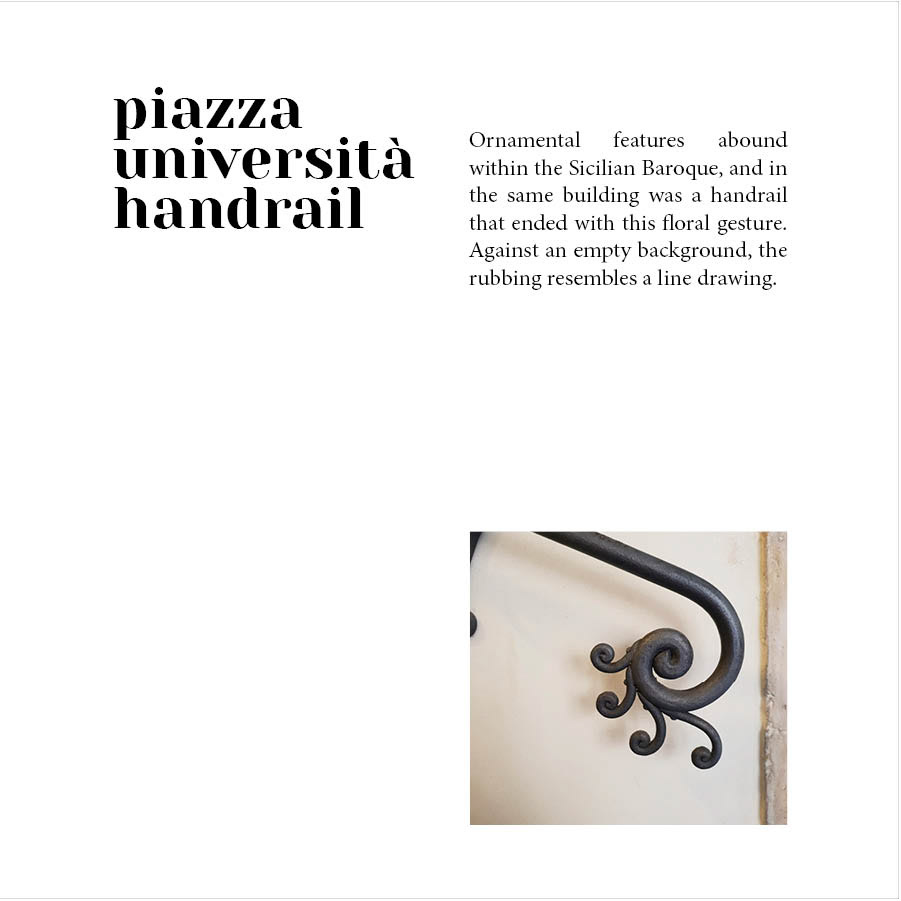 piazza
università
handrail
Ornamental features abound
within the Sicilian Baroque, and in
the same building was a handrail
that ended with this floral gesture.
Against an empty background, the
rubbing resembles a line drawing.